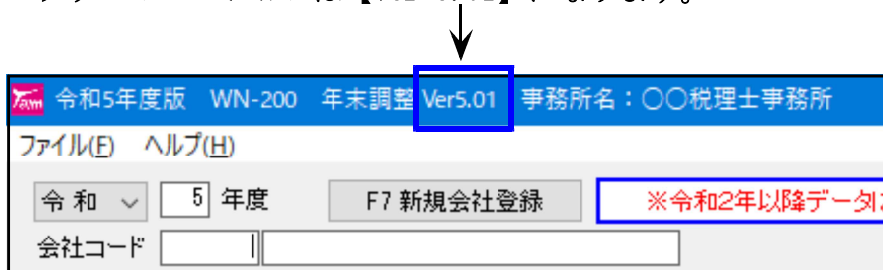 Tam 令和5年度版 WN-200 年末調整 Ver5.01 事務所名：〇〇税理士事務所
ファイル(F) ヘルプ(H)
令和 5 年度 F7 新規会社登録 ※令和2年以降データ
会社コード